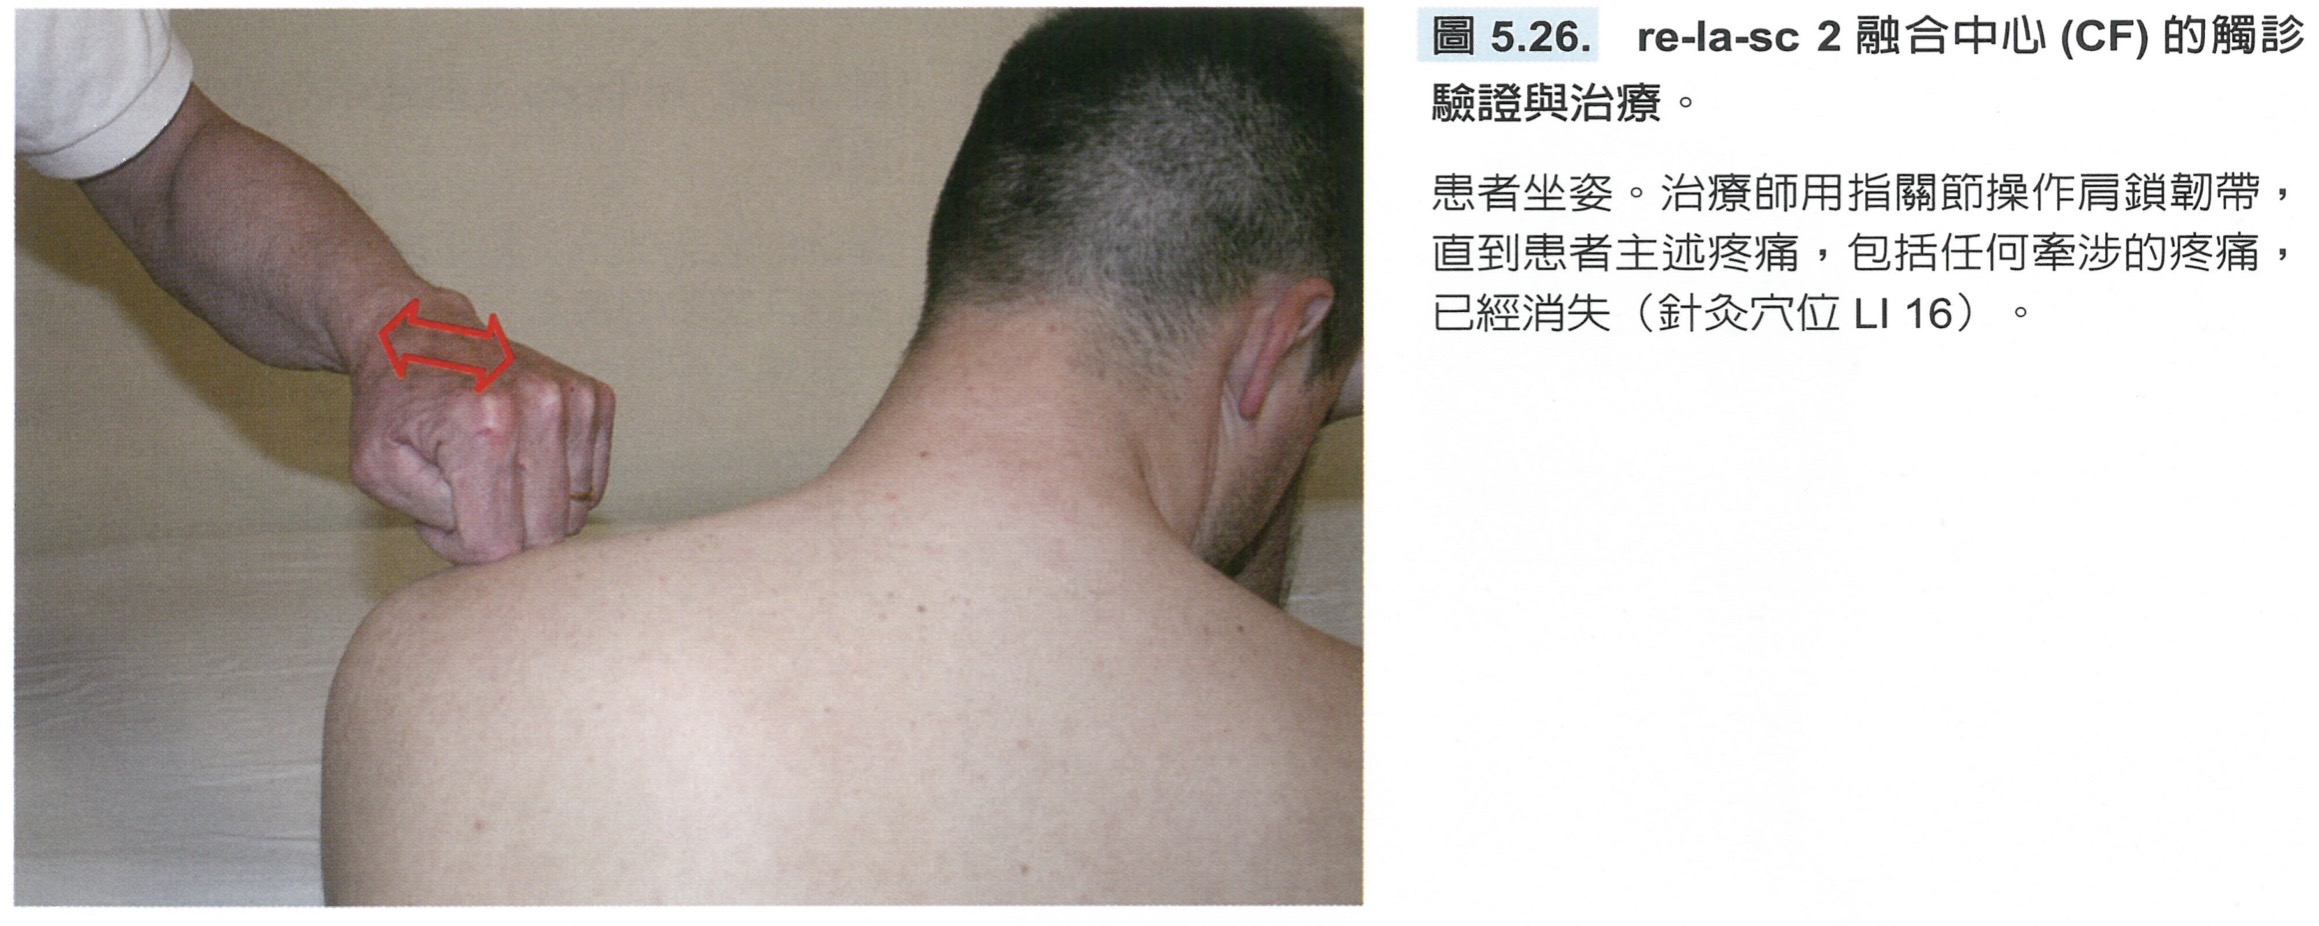 圖 5.26. re-la-sc 2 融合中心 (CF) 的觸診
驗證與治療。
患者坐姿。治療師用指關節操作肩鎖韌帶，
直到患者主述疼痛，包括任何牽涉的疼痛，
已經消失（針灸穴位 LI 16）。